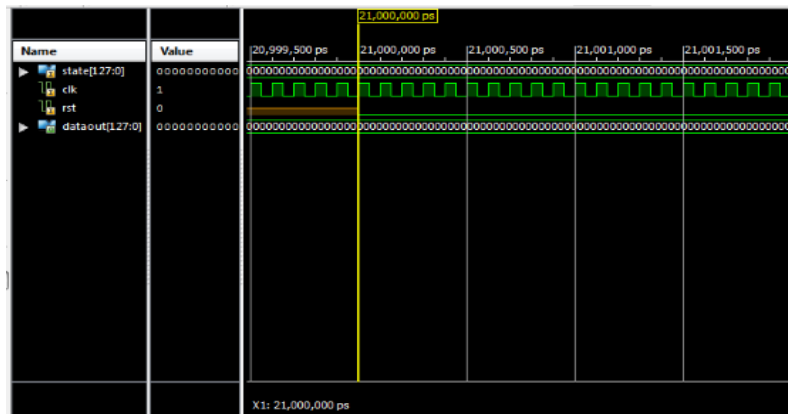 21,000,000 ps
Name Value 20,999,500 ps 21,000,000 ps 21,000,500 ps 21,001,000 ps 21,001,500 ps
state[127:0] 00000000000
clk 1
rst 0
dataout[127:0] 00000000000
X1: 21,000,000 ps